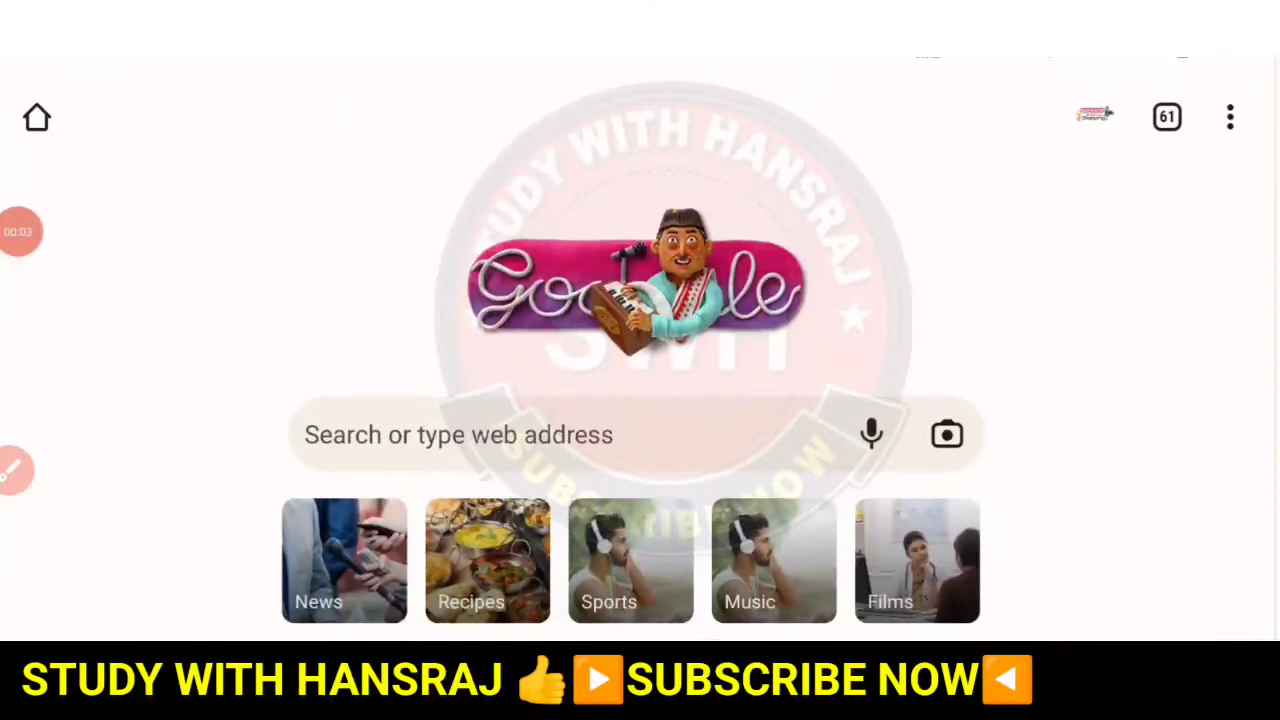 STUDY WITH HANSRAJ
61
00:03
Google
SWH
Search or type web address
SUBSCRIBE NOW
News
Recipes
Sports
Music
Films
STUDY WITH HANSRAJ 👍▶️SUBSCRIBE NOW◀️